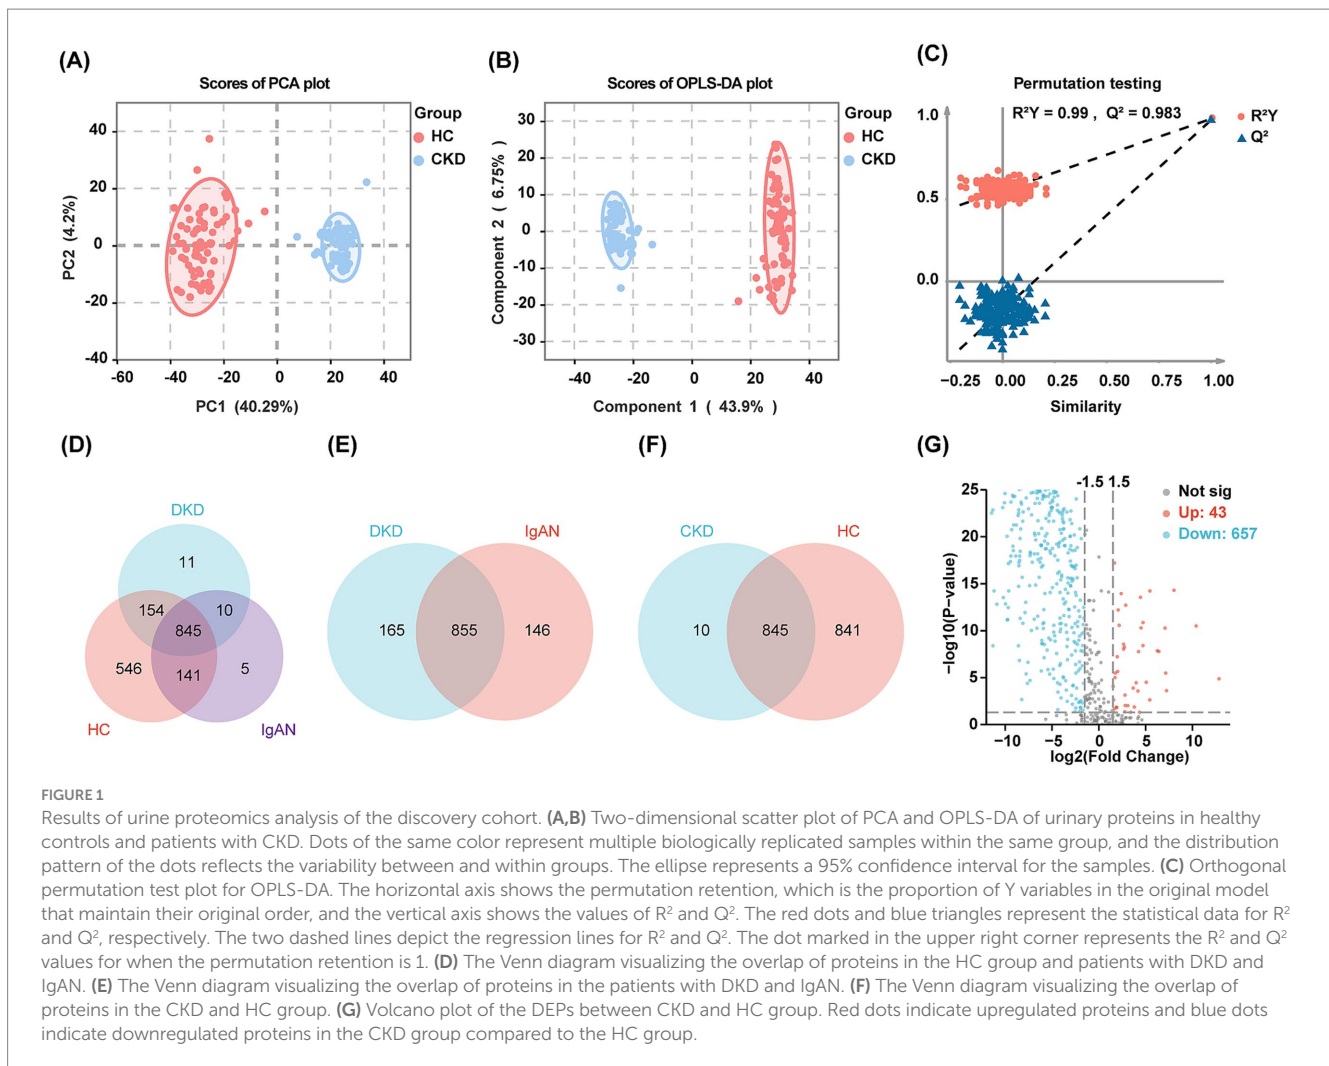 (A)
Scores of PCA plot
Group
HC
CKD
40
20
0
-20
-40
PC2 (4.2%)
-60
-40
-20
0
20
40
PC1 (40.29%)
(B)
Scores of OPLS-DA plot
Group
HC
CKD
30
20
10
0
-10
-20
-30
Component 2 ( 6.75% )
-40
-20
0
20
40
Component 1 ( 43.9% )
(C)
Permutation testing
R²Y = 0.99 , Q² = 0.983
R²Y
Q²
1.0
0.5
0.0
-0.25
0.00
0.25
0.50
0.75
1.00
Similarity
(D)
DKD
11
154
10
845
546
141
5
HC
IgAN
(E)
DKD
IgAN
165
855
146
(F)
CKD
HC
10
845
841
(G)
-1.5
1.5
Not sig
Up: 43
Down: 657
25
20
15
10
5
0
−log10(P−value)
−10
−5
0
5
10
log2(Fold Change)
FIGURE 1
Results of urine proteomics analysis of the discovery cohort. (A,B) Two-dimensional scatter plot of PCA and OPLS-DA of urinary proteins in healthy
controls and patients with CKD. Dots of the same color represent multiple biologically replicated samples within the same group, and the distribution
pattern of the dots reflects the variability between and within groups. The ellipse represents a 95% confidence interval for the samples. (C) Orthogonal
permutation test plot for OPLS-DA. The horizontal axis shows the permutation retention, which is the proportion of Y variables in the original model
that maintain their original order, and the vertical axis shows the values of R² and Q². The red dots and blue triangles represent the statistical data for R²
and Q², respectively. The two dashed lines depict the regression lines for R² and Q². The dot marked in the upper right corner represents the R² and Q²
values for when the permutation retention is 1. (D) The Venn diagram visualizing the overlap of proteins in the HC group and patients with DKD and
IgAN. (E) The Venn diagram visualizing the overlap of proteins in the patients with DKD and IgAN. (F) The Venn diagram visualizing the overlap of
proteins in the CKD and HC group. (G) Volcano plot of the DEPs between CKD and HC group. Red dots indicate upregulated proteins and blue dots
indicate downregulated proteins in the CKD group compared to the HC group.